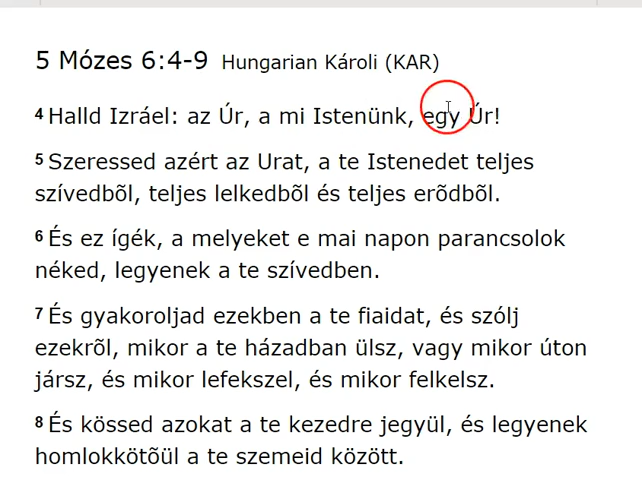 5 Mózes 6:4-9 Hungarian Károli (KAR)
4 Halld Izráel: az Úr, a mi Istenünk, egy Úr!
5 Szeressed azért az Urat, a te Istenedet teljes
szívedbõl, teljes lelkedbõl és teljes erõdbõl.
6 És ez ígék, a melyeket e mai napon parancsolok
néked, legyenek a te szívedben.
7 És gyakoroljad ezekben a te fiaidat, és szólj
ezekrõl, mikor a te házadban ülsz, vagy mikor úton
jársz, és mikor lefekszel, és mikor felkelsz.
8 És kössed azokat a te kezedre jegyül, és legyenek
homlokkötõül a te szemeid között.